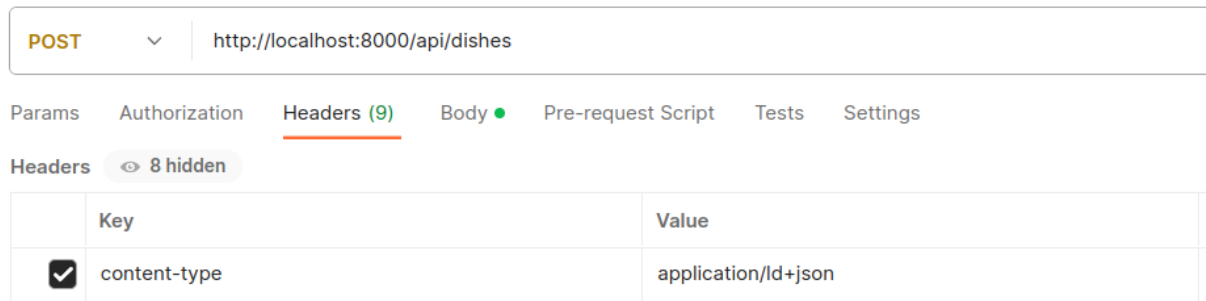 POST http://localhost:8000/api/dishes
Params Authorization Headers (9) Body Pre-request Script Tests Settings
Headers 8 hidden
Key Value
content-type application/ld+json